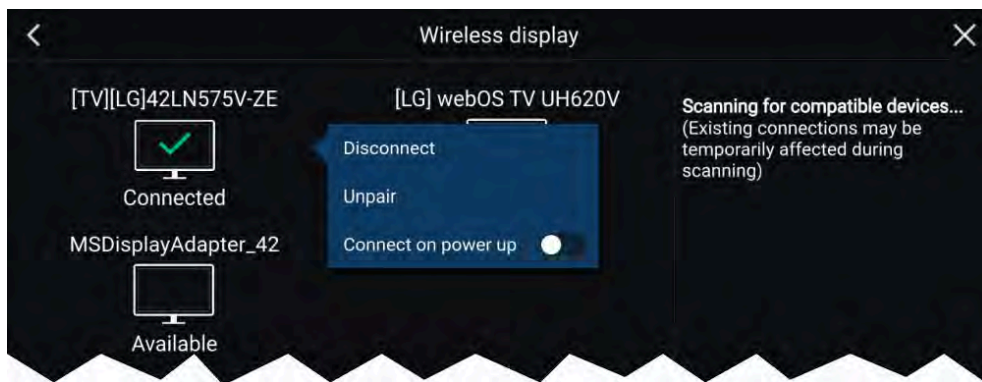 Wireless display
[TV][LG]42LN575V-ZE
Connected
[LG] webOS TV UH620V
Disconnect
Unpair
Connect on power up
MSDisplayAdapter_42
Available
Scanning for compatible devices...
(Existing connections may be
temporarily affected during
scanning)